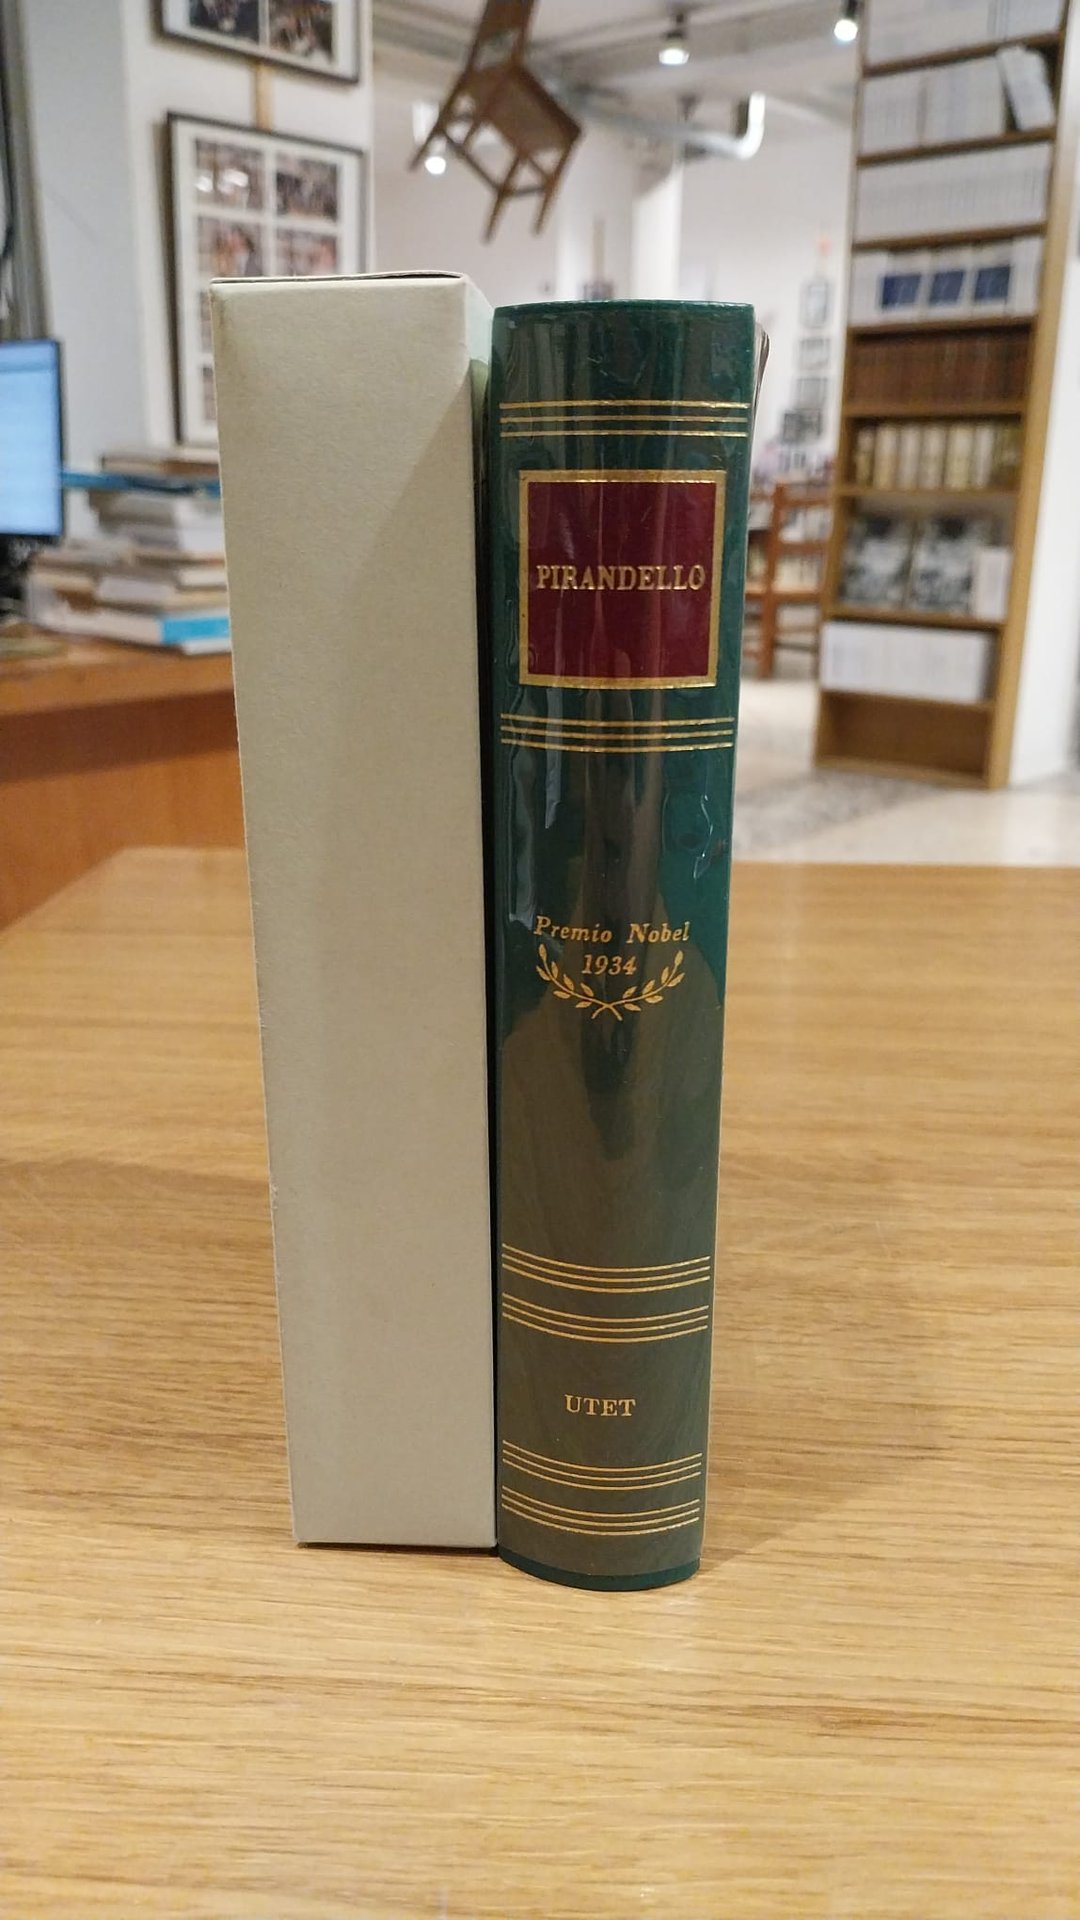 PIRANDELLO
Premio Nobel
1934
UTET